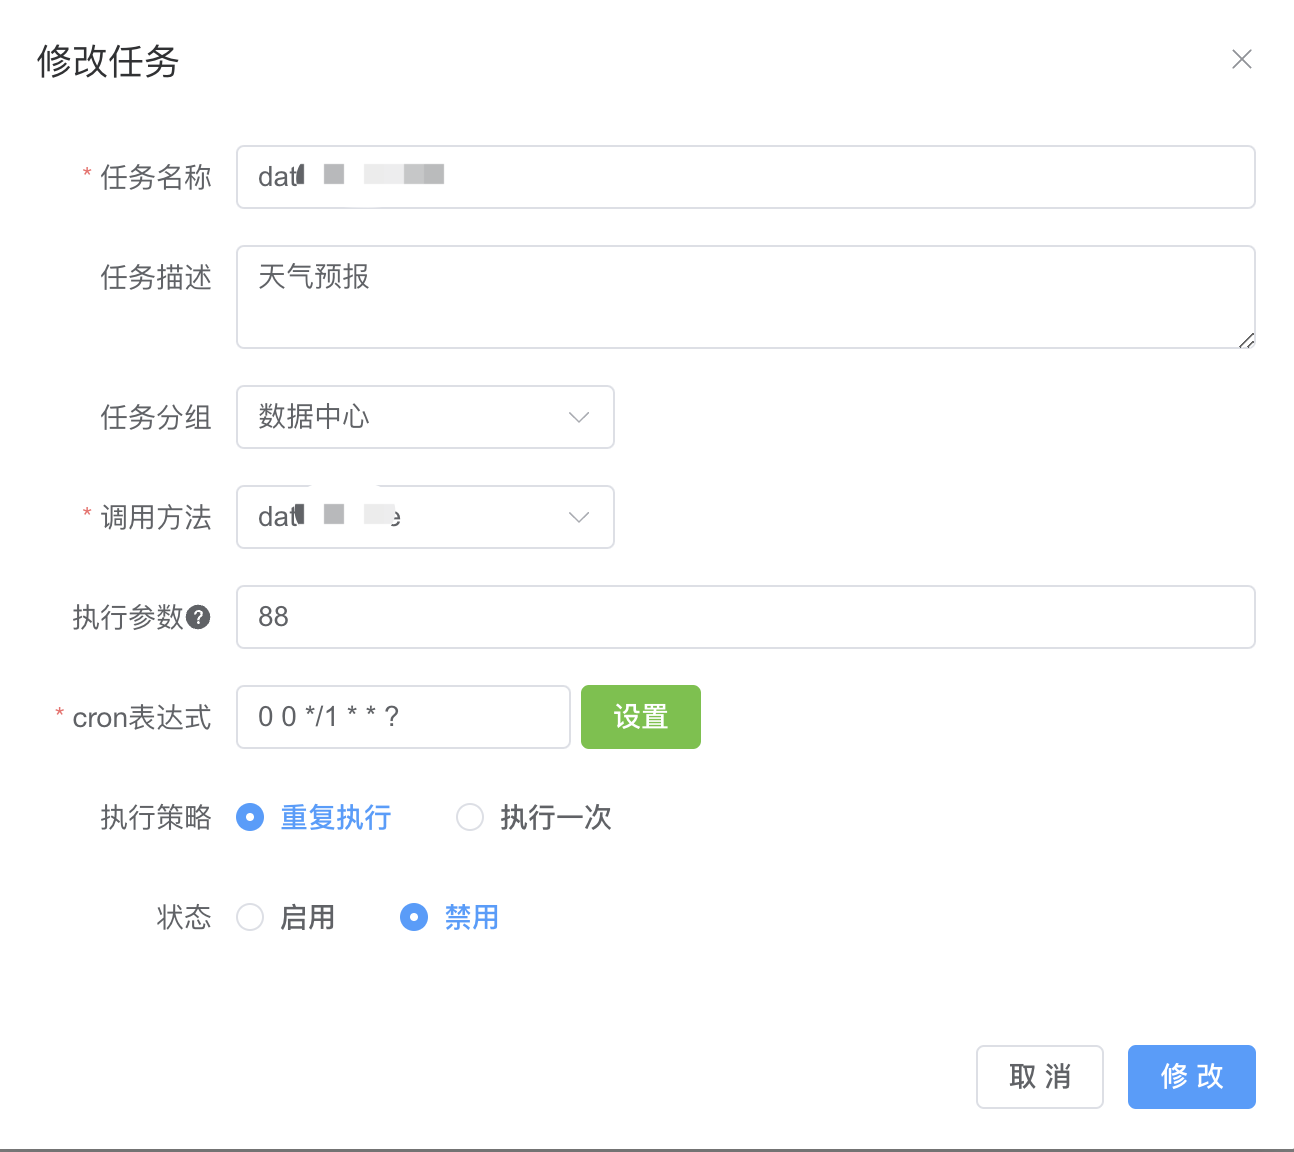 修改任务
* 任务名称 dat
任务描述 天气预报
任务分组 数据中心
* 调用方法 dat e
执行参数? 88
* cron表达式 0 0 */1 * * ? 设置
执行策略 重复执行 执行一次
状态 启用 禁用
取消 修改